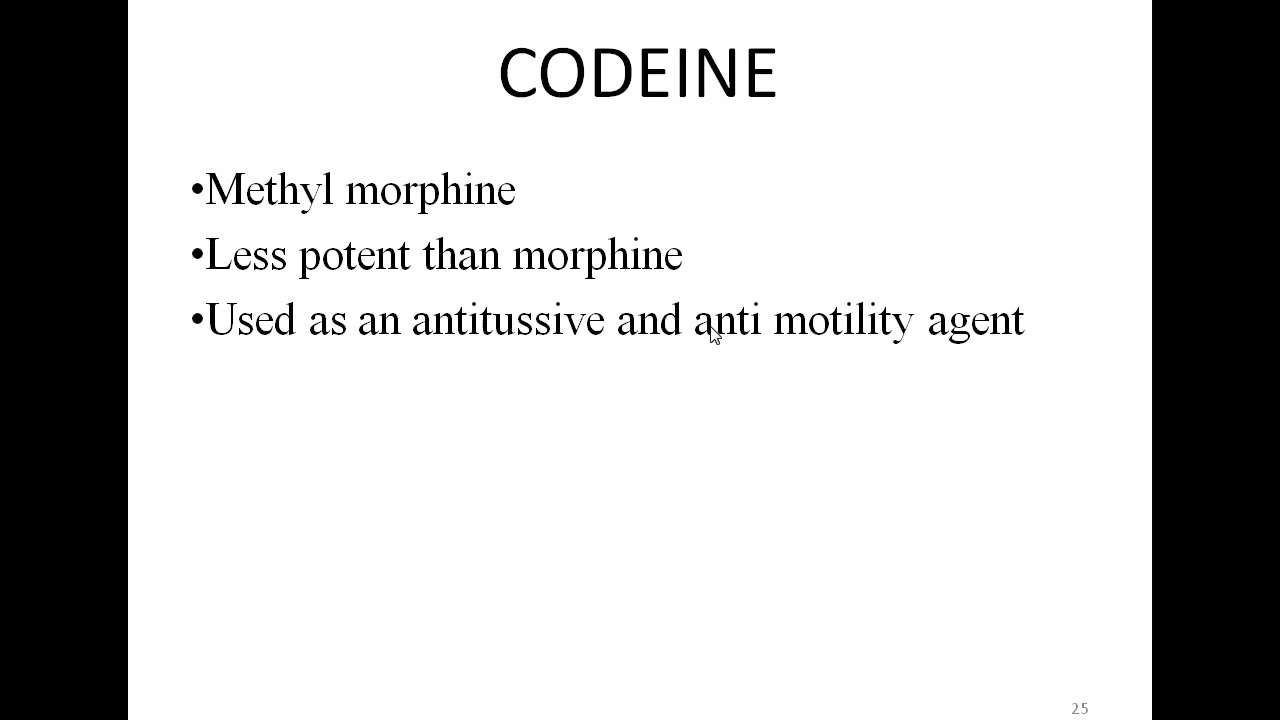 CODEINE
•Methyl morphine
•Less potent than morphine
•Used as an antitussive and anti motility agent
25